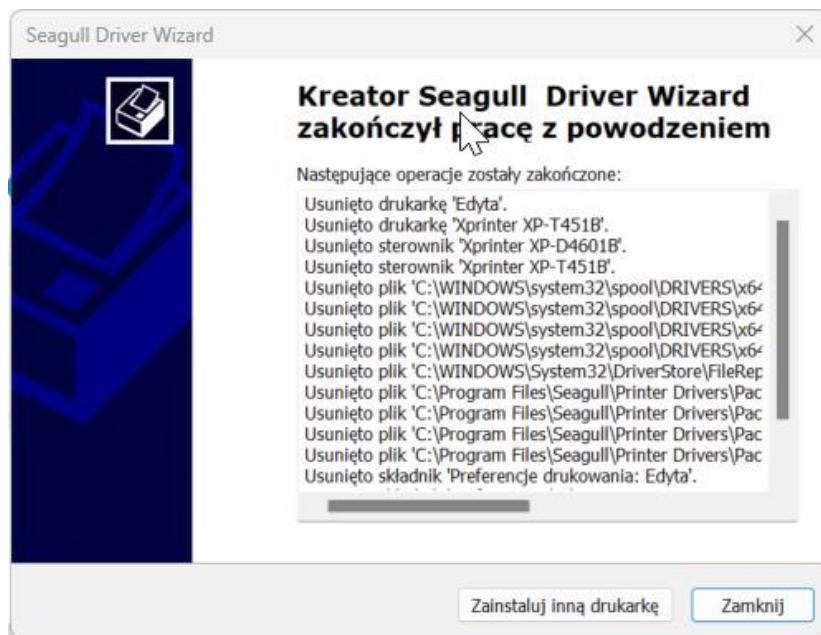 Seagull Driver Wizard
Kreator Seagull Driver Wizard
zakończył pracę z powodzeniem
Następujące operacje zostały zakończone:
Usunięto drukarkę 'Edyta'.
Usunięto drukarkę 'Xprinter XP-T451B'.
Usunięto sterownik 'Xprinter XP-D4601B'.
Usunięto sterownik 'Xprinter XP-T451B'.
Usunięto plik 'C:\WINDOWS\system32\spool\DRIVERS\x64
Usunięto plik 'C:\WINDOWS\system32\spool\DRIVERS\x64
Usunięto plik 'C:\WINDOWS\system32\spool\DRIVERS\x64
Usunięto plik 'C:\WINDOWS\system32\spool\DRIVERS\x64
Usunięto plik 'C:\WINDOWS\System32\DriverStore\FileRep
Usunięto plik 'C:\Program Files\Seagull\Printer Drivers\Pac
Usunięto plik 'C:\Program Files\Seagull\Printer Drivers\Pac
Usunięto plik 'C:\Program Files\Seagull\Printer Drivers\Pac
Usunięto plik 'C:\Program Files\Seagull\Printer Drivers\Pac
Usunięto składnik 'Preferencje drukowania: Edyta'.
Zainstaluj inną drukarkę
Zamknij